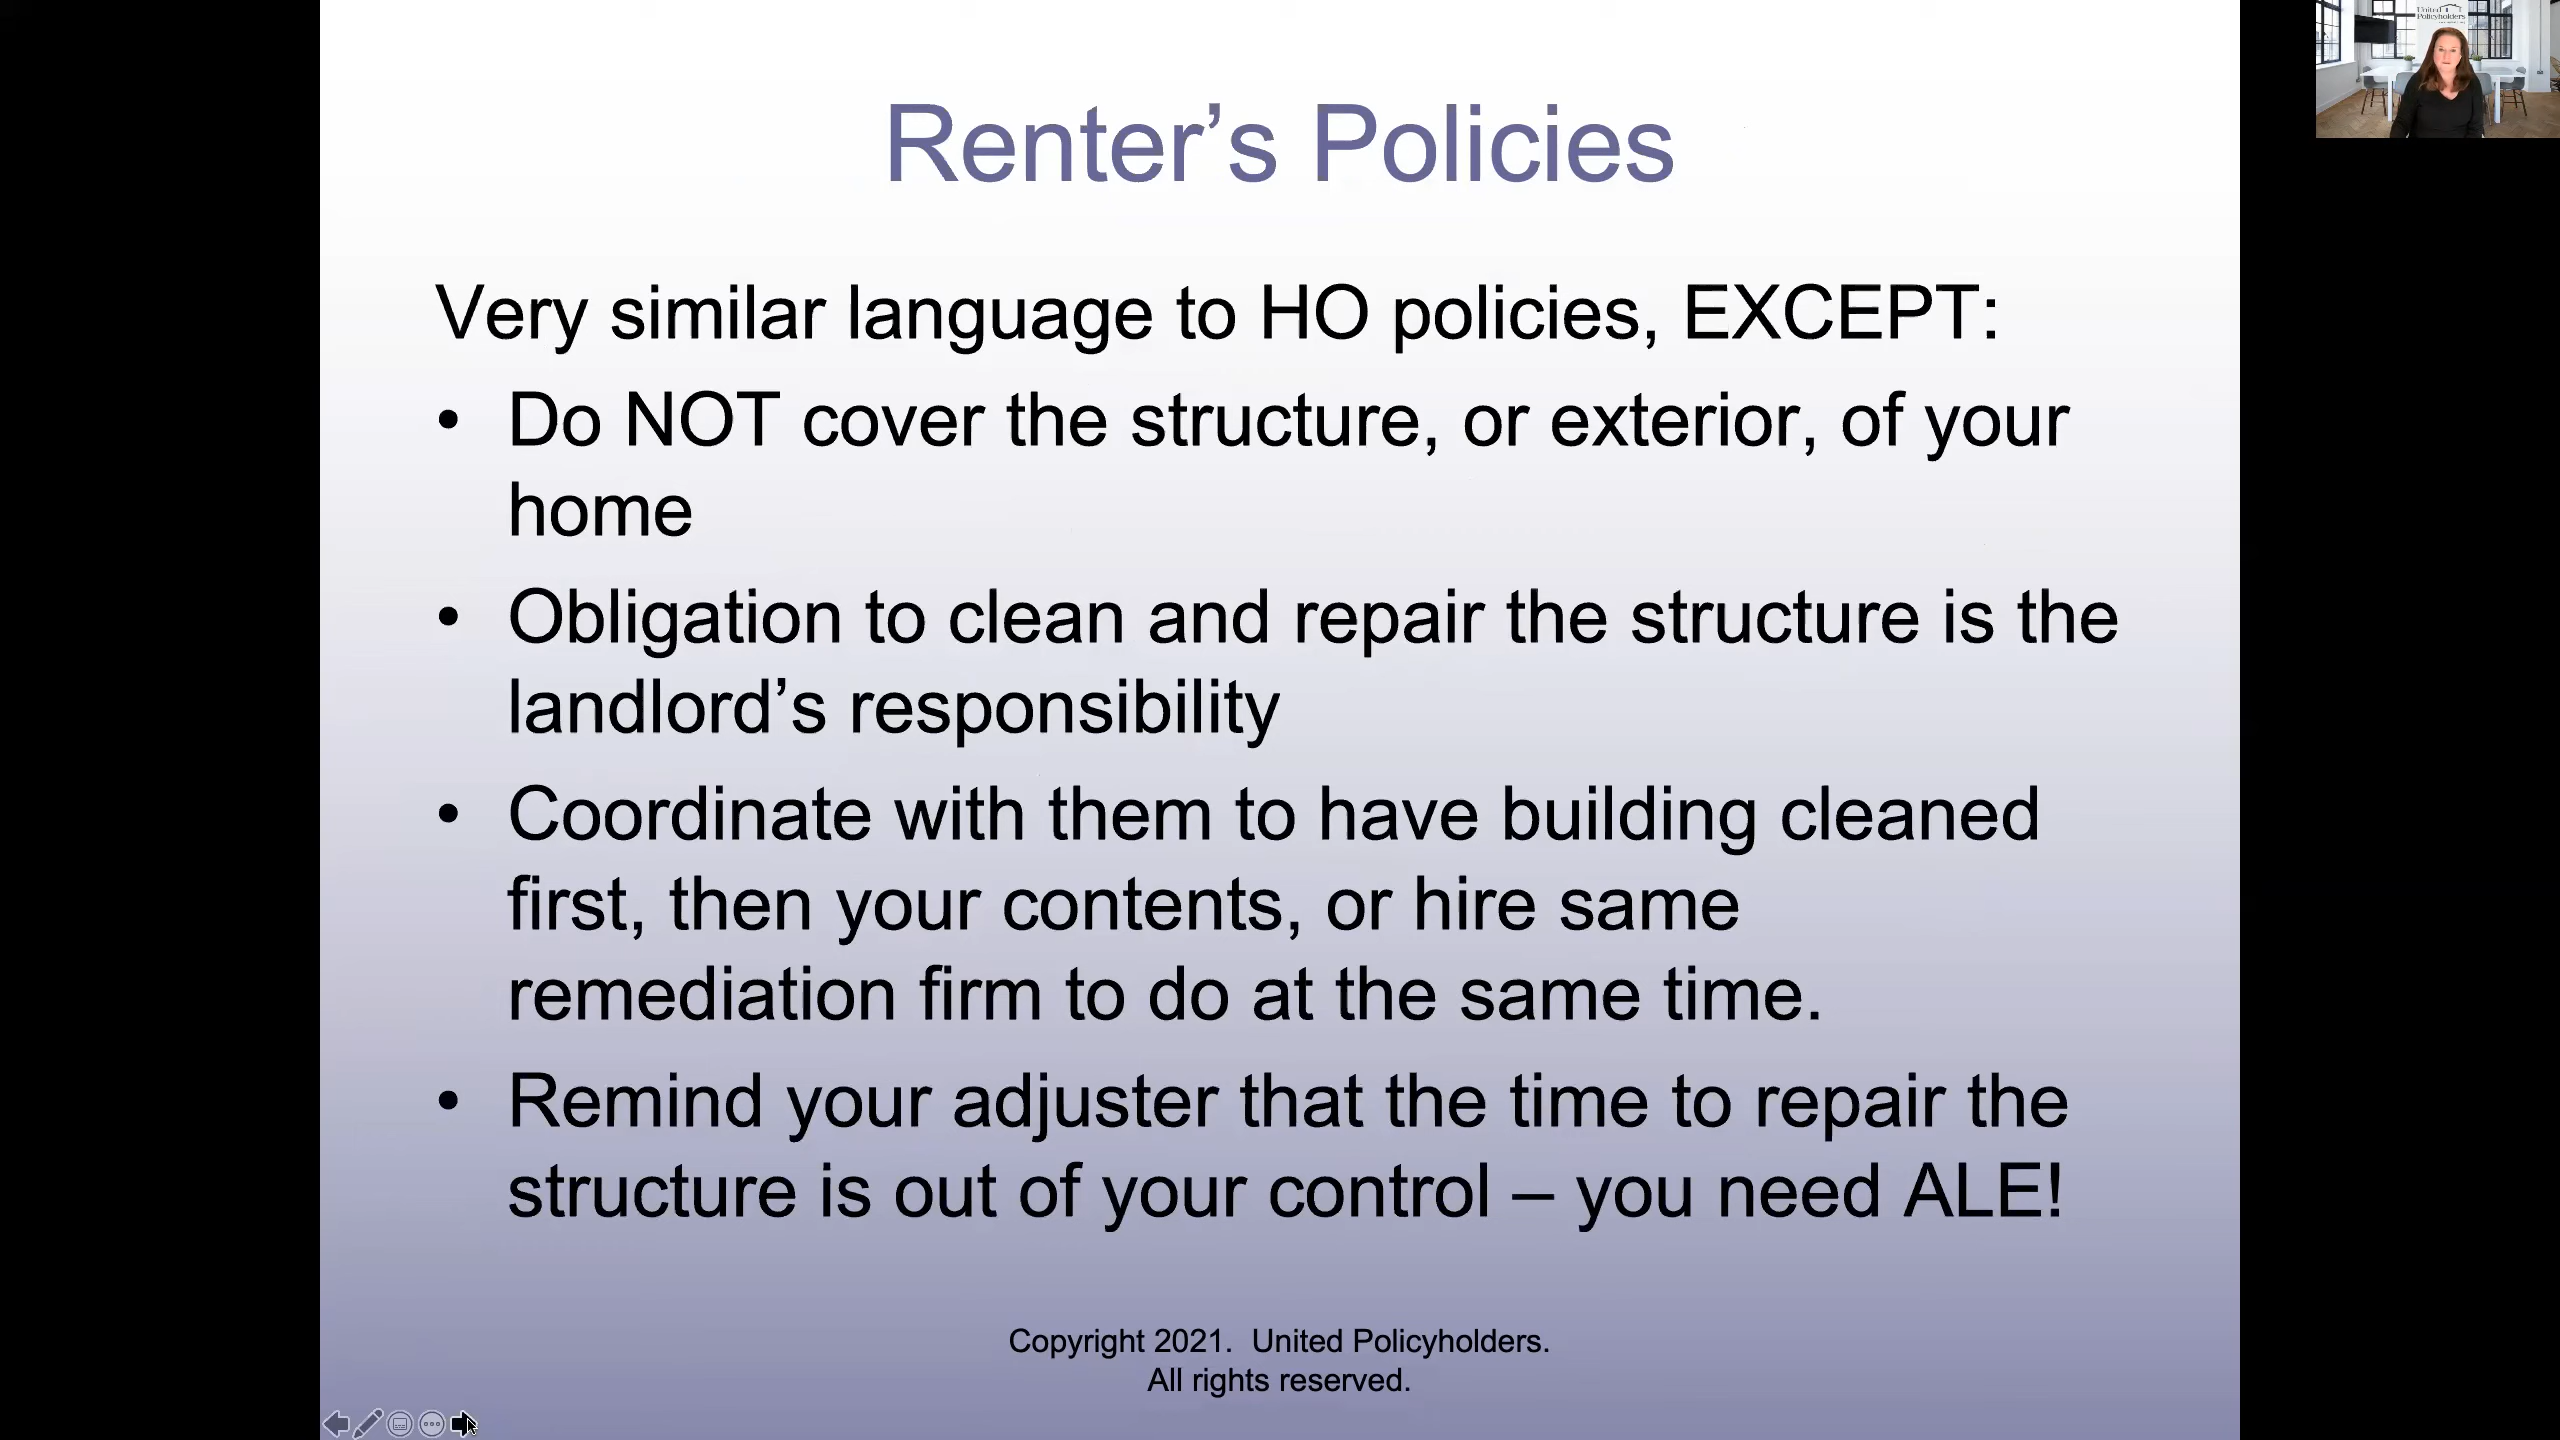 United
Policyholders
Renter’s Policies
Very similar language to HO policies, EXCEPT:
• Do NOT cover the structure, or exterior, of your
home
• Obligation to clean and repair the structure is the
landlord’s responsibility
• Coordinate with them to have building cleaned
first, then your contents, or hire same
remediation firm to do at the same time.
• Remind your adjuster that the time to repair the
structure is out of your control – you need ALE!
Copyright 2021.  United Policyholders.
All rights reserved.